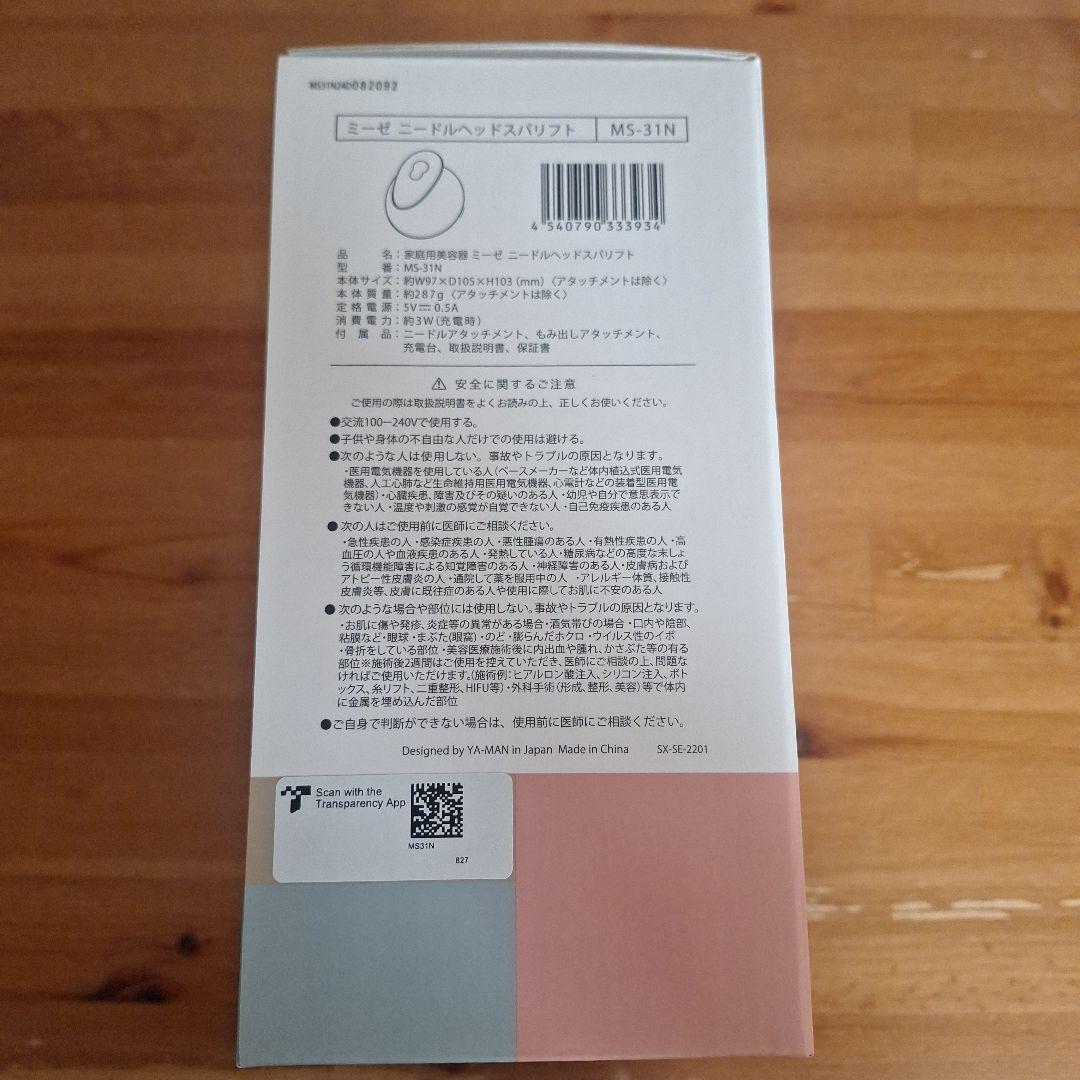 MS31N24D082092
ミーゼ ニードルヘッドスパリフト MS-31N
4 540790 333934
品名：家庭用美容器 ミーゼ ニードルヘッドスパリフト
型番：MS-31N
本体サイズ：約W97×D105×H103（mm）〈アタッチメントは除く〉
本体質量：約287g〈アタッチメントは除く〉
定格電源：5V⎓0.5A
消費電力：約3W（充電時）
付属品：ニードルアタッチメント、もみ出しアタッチメント、
充電台、取扱説明書、保証書
⚠ 安全に関するご注意
ご使用の際は取扱説明書をよくお読みの上、正しくお使いください。
●交流100ー240Vで使用する。
●子供や身体の不自由な人だけでの使用は避ける。
●次のような人は使用しない。事故やトラブルの原因となります。
・医用電気機器を使用している人（ペースメーカーなど体内植込式医用電気
機器、人工心肺など生命維持用医用電気機器、心電計などの装着型医用電
気機器）・心臓疾患、障害及びその疑いのある人・幼児や自分で意思表示で
きない人・温度や刺激の感覚が自覚できない人・自己免疫疾患のある人
●次の人はご使用前に医師にご相談ください。
・急性疾患の人・感染症疾患の人・悪性腫瘍のある人・有熱性疾患の人・高
血圧の人や血液疾患のある人・発熱している人・糖尿病などの高度な末しょ
う循環機能障害による知覚障害のある人・神経障害のある人・皮膚病および
アトピー性皮膚炎の人・通院して薬を服用中の人 ・アレルギー体質、接触性
皮膚炎等、皮膚に既往症のある人や使用に際してお肌に不安のある人
●次のような場合や部位には使用しない。事故やトラブルの原因となります。
・お肌に傷や発疹、炎症等の異常がある場合・酒気帯びの場合・口内や陰部、
粘膜など・眼球・まぶた(眼窩)・のど・膨らんだホクロ・ウイルス性のイボ
・骨折をしている部位・美容医療施術後に内出血や腫れ、かさぶた等の有る
部位※施術後2週間はご使用を控えていただき、医師にご相談の上、問題な
ければご使用いただけます。(施術例：ヒアルロン酸注入、シリコン注入、ボト
ックス、糸リフト、二重整形、HIFU等)・外科手術(形成、整形、美容)等で体内
に金属を埋め込んだ部位
●ご自身で判断ができない場合は、使用前に医師にご相談ください。
Designed by YA-MAN in Japan Made in China SX-SE-2201
Scan with the
Transparency App
MS31N
827